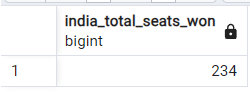 india_total_seats_won
bigint
1
234